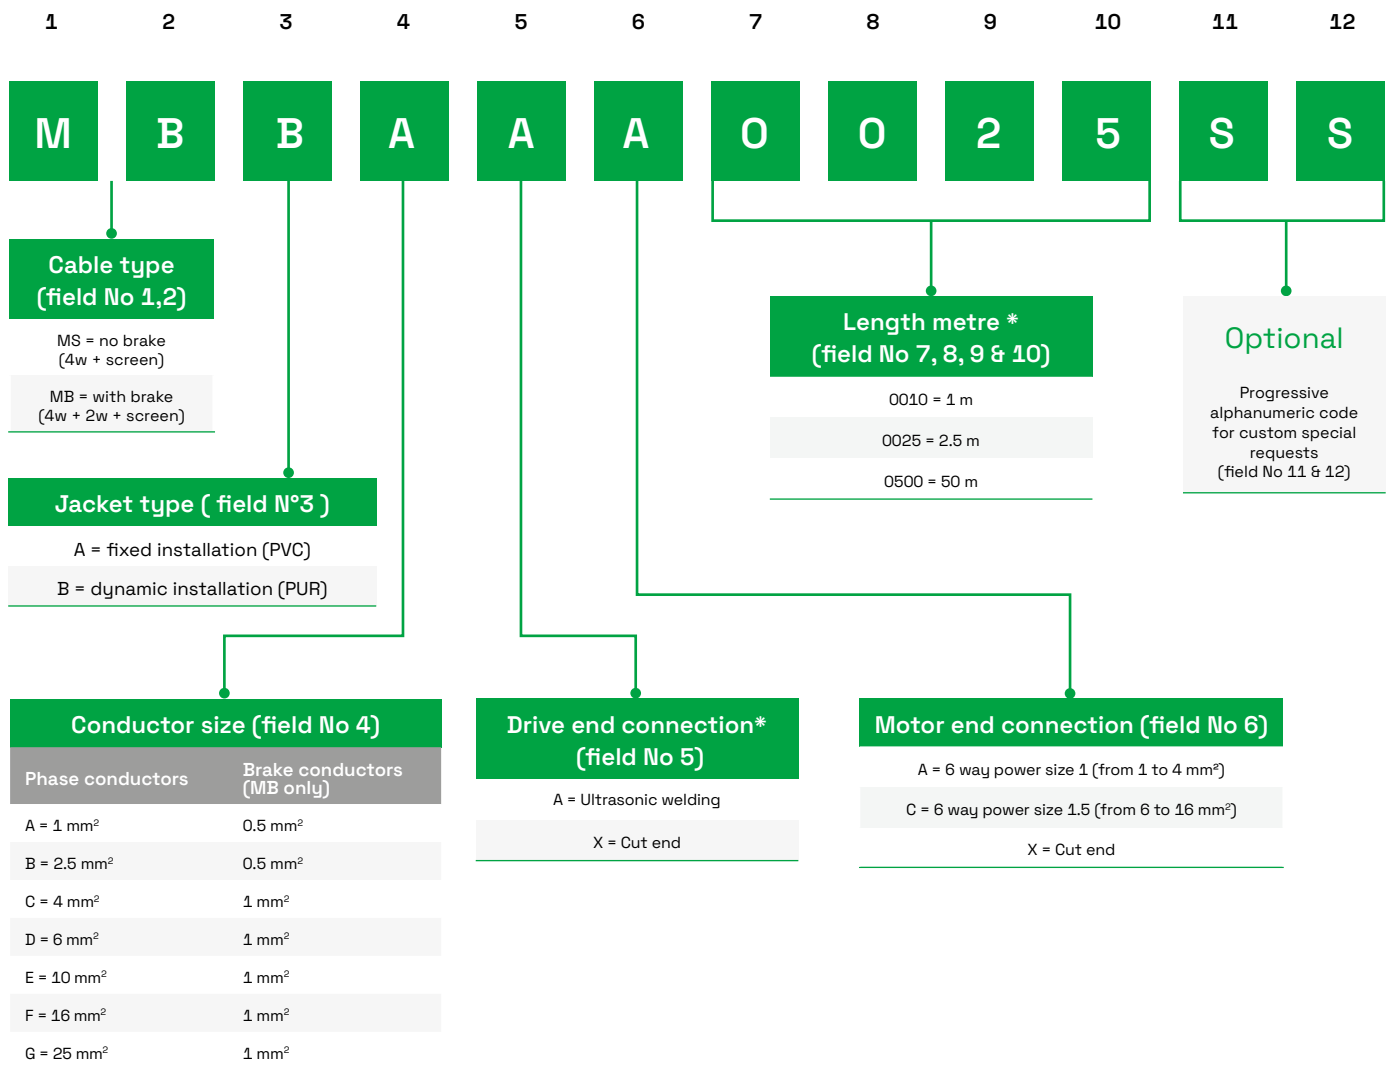 1 2 3 4 5 6 7 8 9 10 11 12
M B B A A A 0 0 2 5 S S
Cable type
(field No 1,2)
MS = no brake
(4w + screen)
MB = with brake
(4w + 2w + screen)
Length metre *
(field No 7, 8, 9 & 10)
0010 = 1 m
0025 = 2.5 m
0500 = 50 m
Optional
Progressive
alphanumeric code
for custom special
requests
(field No 11 & 12)
Jacket type ( field N°3 )
A = fixed installation (PVC)
B = dynamic installation (PUR)
Conductor size (field No 4)
Phase conductors
Brake conductors
(MB only)
A = 1 mm² 0.5 mm²
B = 2.5 mm² 0.5 mm²
C = 4 mm² 1 mm²
D = 6 mm² 1 mm²
E = 10 mm² 1 mm²
F = 16 mm² 1 mm²
G = 25 mm² 1 mm²
Drive end connection*
(field No 5)
A = Ultrasonic welding
X = Cut end
Motor end connection (field No 6)
A = 6 way power size 1 (from 1 to 4 mm²)
C = 6 way power size 1.5 (from 6 to 16 mm²)
X = Cut end